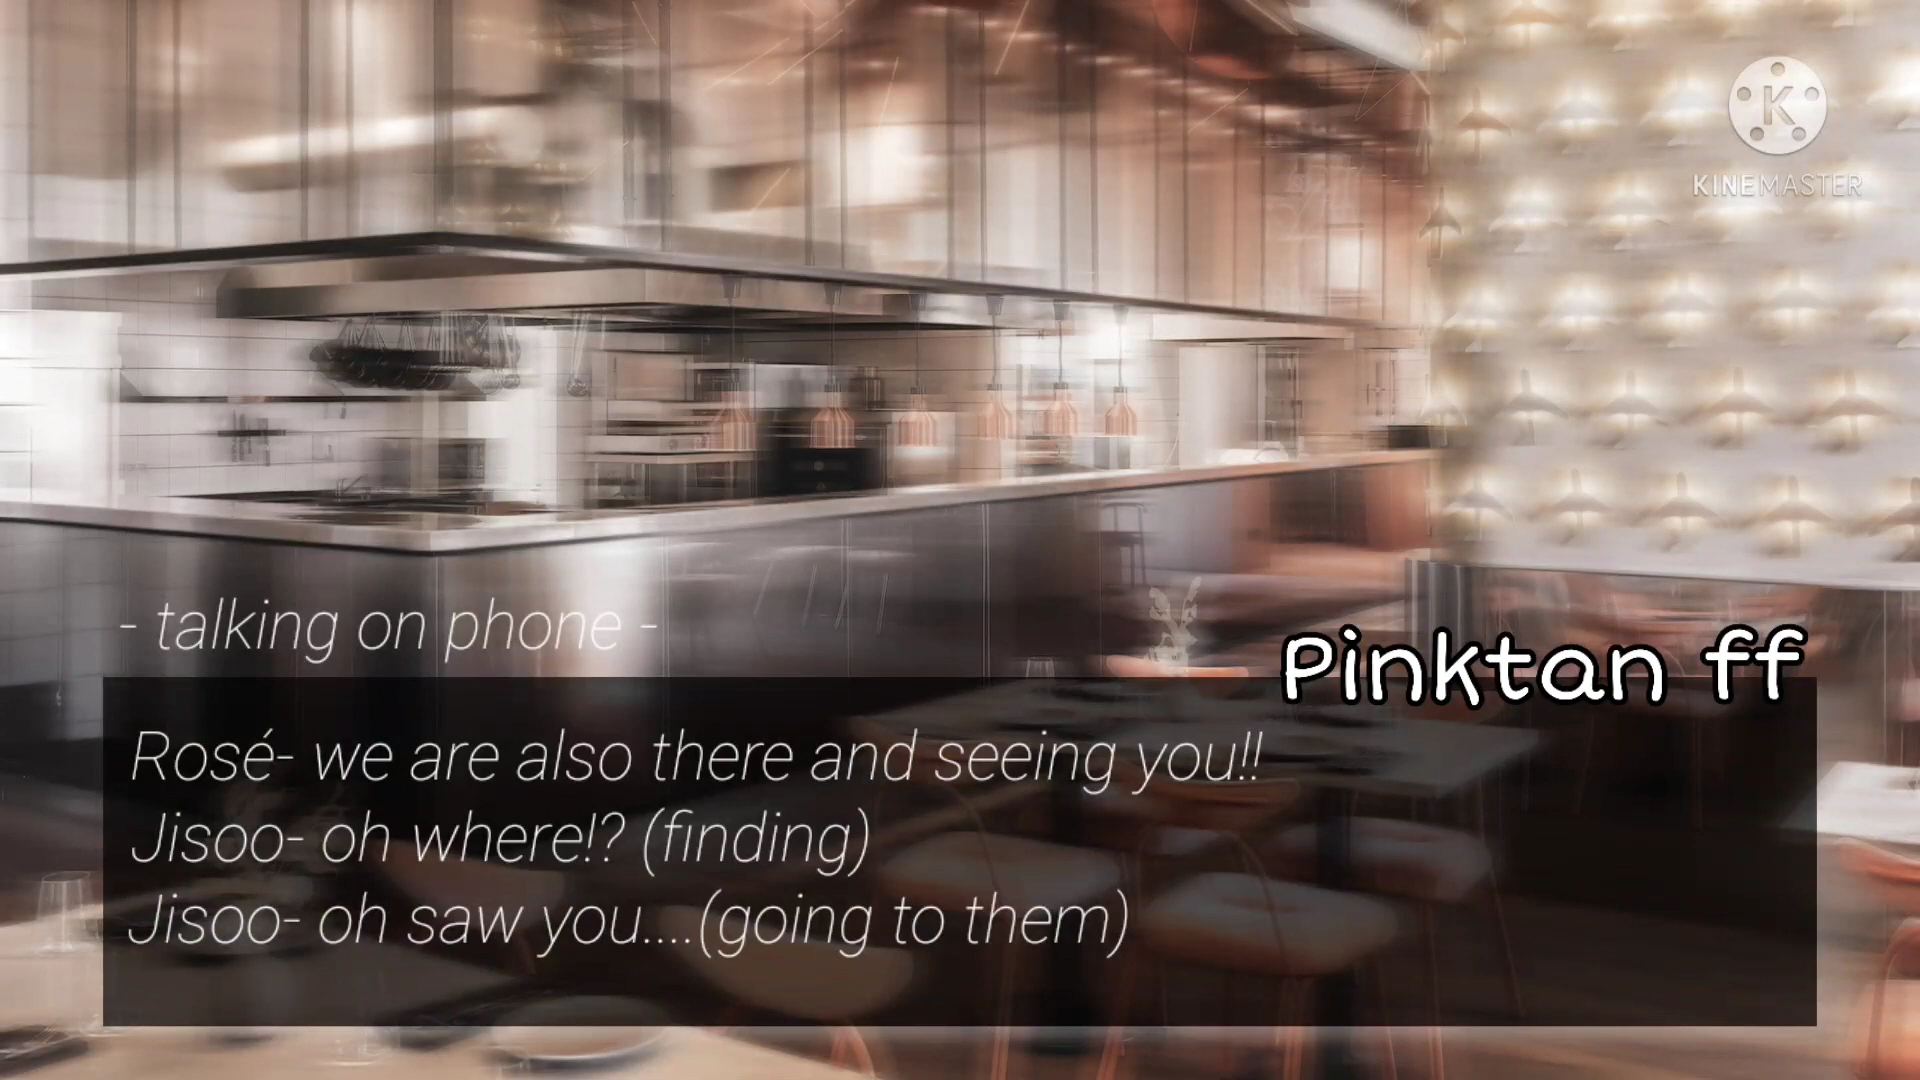 K
KINEMASTER
- talking on phone -
Pinktan ff
Rosé- we are also there and seeing you!!
Jisoo- oh where!? (finding)
Jisoo- oh saw you....(going to them)